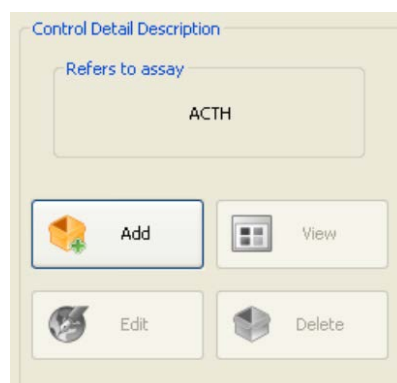 Control Detail Description
Refers to assay
ACTH
Add
View
Edit
Delete